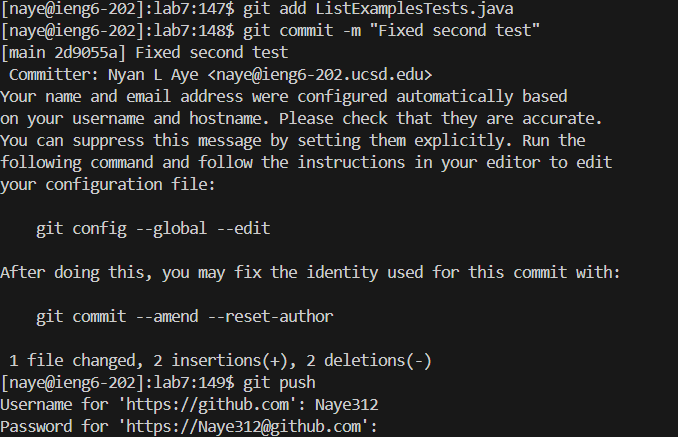 [naye@ieng6-202]:lab7:147$ git add ListExamplesTests.java
[naye@ieng6-202]:lab7:148$ git commit -m "Fixed second test"
[main 2d9055a] Fixed second test
 Committer: Nyan L Aye <naye@ieng6-202.ucsd.edu>
Your name and email address were configured automatically based
on your username and hostname. Please check that they are accurate.
You can suppress this message by setting them explicitly. Run the
following command and follow the instructions in your editor to edit
your configuration file:

    git config --global --edit

After doing this, you may fix the identity used for this commit with:

    git commit --amend --reset-author

 1 file changed, 2 insertions(+), 2 deletions(-)
[naye@ieng6-202]:lab7:149$ git push
Username for 'https://github.com': Naye312
Password for 'https://Naye312@github.com':